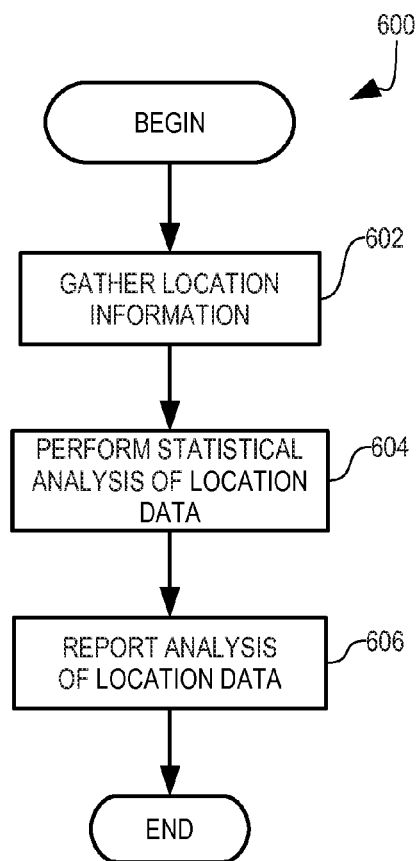 600
BEGIN
602
GATHER LOCATION
INFORMATION
604
PERFORM STATISTICAL
ANALYSIS OF LOCATION
DATA
606
REPORT ANALYSIS
OF LOCATION DATA
END